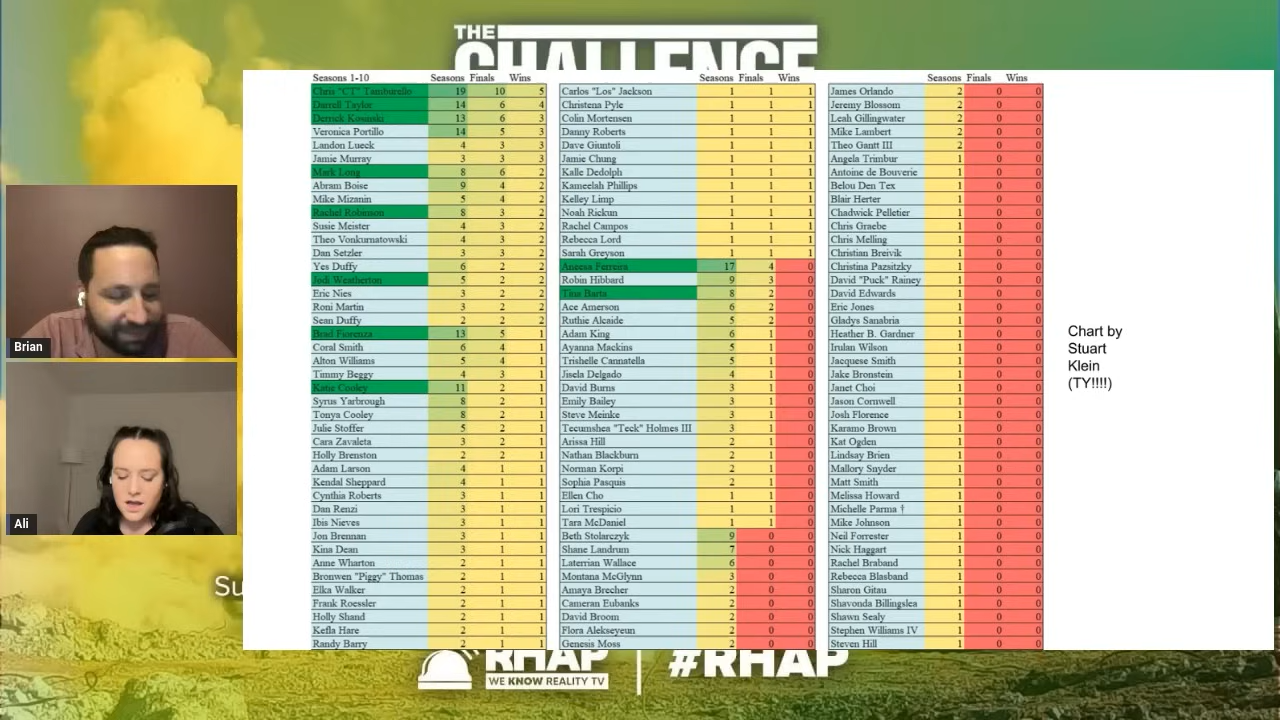 THE
CHALLENGE
Seasons 1-10 Seasons Finals Wins
Chris "CT" Tamburello 19 10 5
Darrell Taylor 14 6 4
Derrick Kosinski 13 6 3
Veronica Portillo 14 5 3
Landon Lueck 4 3 3
Jamie Murray 3 3 3
Mark Long 8 6 2
Abram Boise 9 4 2
Mike Mizanin 5 4 2
Rachel Robinson 8 3 2
Susie Meister 4 3 2
Theo Vonkurnatowski 4 3 2
Dan Setzler 3 3 2
Yes Duffy 6 2 2
Jodi Weatherton 5 2 2
Eric Nies 3 2 2
Roni Martin 3 2 2
Sean Duffy 2 2 2
Brad Fiorenza 13 5 1
Coral Smith 6 4 1
Alton Williams 5 4 1
Timmy Beggy 4 3 1
Katie Cooley 11 2 1
Syrus Yarbrough 8 2 1
Tonya Cooley 8 2 1
Julie Stoffer 5 2 1
Cara Zavaleta 3 2 1
Holly Brenston 2 2 1
Adam Larson 4 1 1
Kendal Sheppard 4 1 1
Cynthia Roberts 3 1 1
Dan Renzi 3 1 1
Ibis Nieves 3 1 1
Jon Brennan 3 1 1
Kina Dean 3 1 1
Anne Wharton 2 1 1
Bronwen "Piggy" Thomas 2 1 1
Elka Walker 2 1 1
Frank Roessler 2 1 1
Holly Shand 2 1 1
Kefla Hare 2 1 1
Randy Barry 2 1 1
Seasons Finals Wins
Carlos "Los" Jackson 1 1 1
Christena Pyle 1 1 1
Colin Mortensen 1 1 1
Danny Roberts 1 1 1
Dave Giuntoli 1 1 1
Jamie Chung 1 1 1
Kalle Dedolph 1 1 1
Kameelah Phillips 1 1 1
Kelley Limp 1 1 1
Noah Rickun 1 1 1
Rachel Campos 1 1 1
Rebecca Lord 1 1 1
Sarah Greyson 1 1 1
Aneesa Ferreira 17 4 0
Robin Hibbard 9 3 0
Tina Barta 8 2 0
Ace Amerson 6 2 0
Ruthie Alcaide 5 2 0
Adam King 6 1 0
Ayanna Mackins 5 1 0
Trishelle Cannatella 5 1 0
Jisela Delgado 4 1 0
David Burns 3 1 0
Emily Bailey 3 1 0
Steve Meinke 3 1 0
Tecumshea "Teck" Holmes III 3 1 0
Arissa Hill 2 1 0
Nathan Blackburn 2 1 0
Norman Korpi 2 1 0
Sophia Pasquis 2 1 0
Ellen Cho 1 1 0
Lori Trespicio 1 1 0
Tara McDaniel 1 1 0
Beth Stolarczyk 9 0 0
Shane Landrum 7 0 0
Laterrian Wallace 6 0 0
Montana McGlynn 3 0 0
Amaya Brecher 2 0 0
Cameran Eubanks 2 0 0
David Broom 2 0 0
Flora Alekseyeun 2 0 0
Genesis Moss 2 0 0
Seasons Finals Wins
James Orlando 2 0 0
Jeremy Blossom 2 0 0
Leah Gillingwater 2 0 0
Mike Lambert 2 0 0
Theo Gantt III 2 0 0
Angela Trimbur 1 0 0
Antoine de Bouverie 1 0 0
Belou Den Tex 1 0 0
Blair Herter 1 0 0
Chadwick Pelletier 1 0 0
Chris Graebe 1 0 0
Chris Melling 1 0 0
Christian Breivik 1 0 0
Christina Pazsitzky 1 0 0
David "Puck" Rainey 1 0 0
David Edwards 1 0 0
Eric Jones 1 0 0
Gladys Sanabria 1 0 0
Heather B. Gardner 1 0 0
Irulan Wilson 1 0 0
Jacquese Smith 1 0 0
Jake Bronstein 1 0 0
Janet Choi 1 0 0
Jason Cornwell 1 0 0
Josh Florence 1 0 0
Karamo Brown 1 0 0
Kat Ogden 1 0 0
Lindsay Brien 1 0 0
Mallory Snyder 1 0 0
Matt Smith 1 0 0
Melissa Howard 1 0 0
Michelle Parma † 1 0 0
Mike Johnson 1 0 0
Neil Forrester 1 0 0
Nick Haggart 1 0 0
Rachel Braband 1 0 0
Rebecca Blasband 1 0 0
Sharon Gitau 1 0 0
Shavonda Billingslea 1 0 0
Shawn Sealy 1 0 0
Stephen Williams IV 1 0 0
Steven Hill 1 0 0
Chart by
Stuart
Klein
(TY!!!!)
Brian
Ali
Su
RHAP
WE KNOW REALITY TV
#RHAP